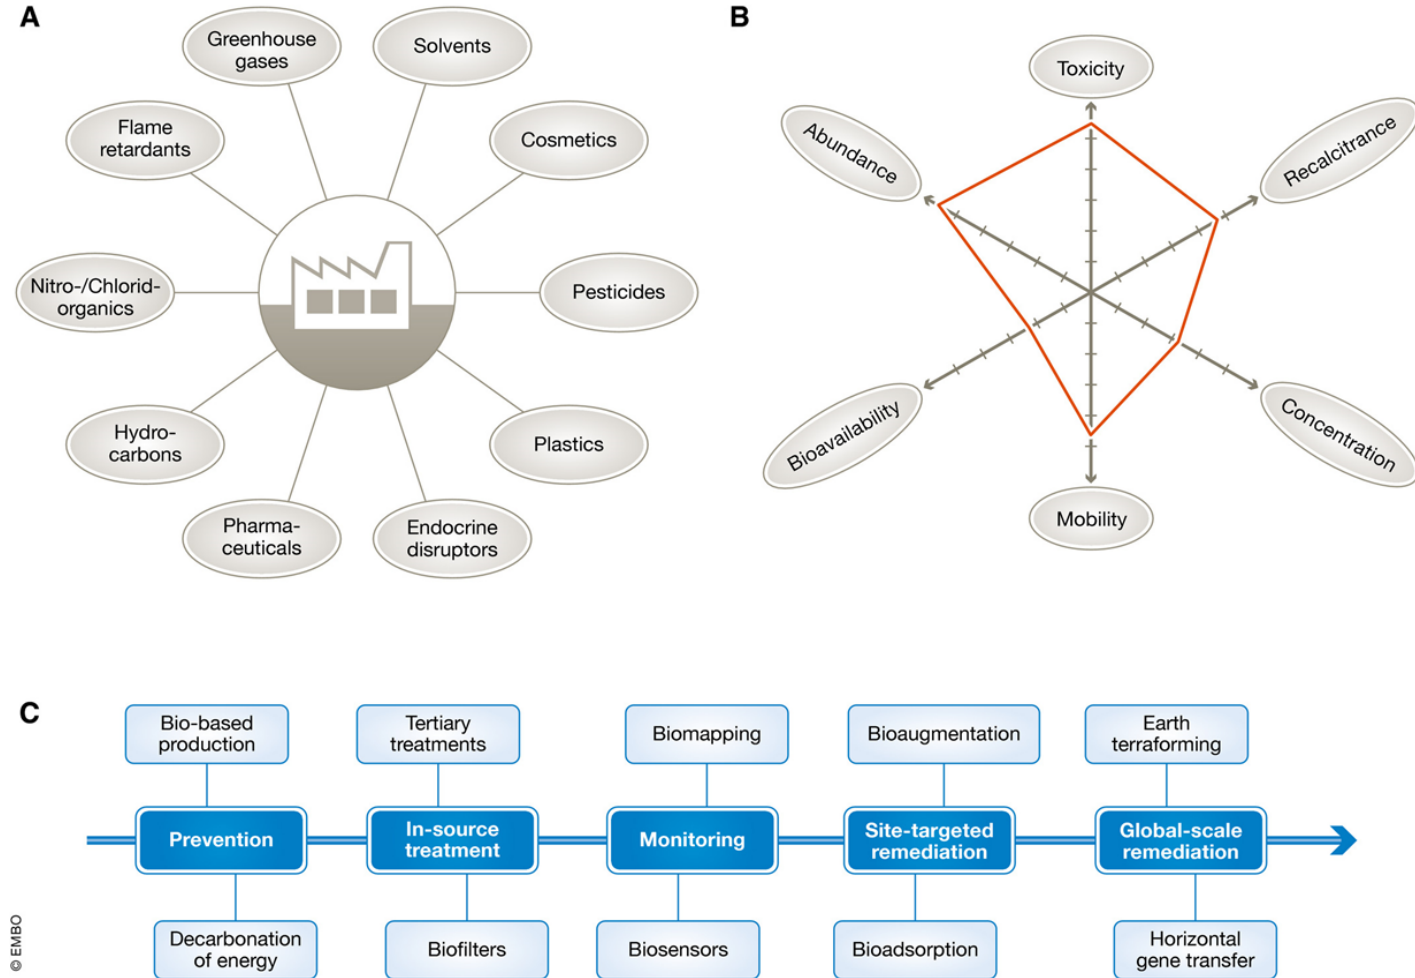 A
Greenhouse
gases
Solvents
Flame
retardants
Cosmetics
Nitro-/Chlorid-
organics
Pesticides
Hydro-
carbons
Plastics
Pharma-
ceuticals
Endocrine
disruptors
B
Toxicity
Abundance
Recalcitrance
Bioavailability
Concentration
Mobility
C
Bio-based
production
Tertiary
treatments
Biomapping
Bioaugmentation
Earth
terraforming
Prevention
In-source
treatment
Monitoring
Site-targeted
remediation
Global-scale
remediation
Decarbonation
of energy
Biofilters
Biosensors
Bioadsorption
Horizontal
gene transfer
© EMBO